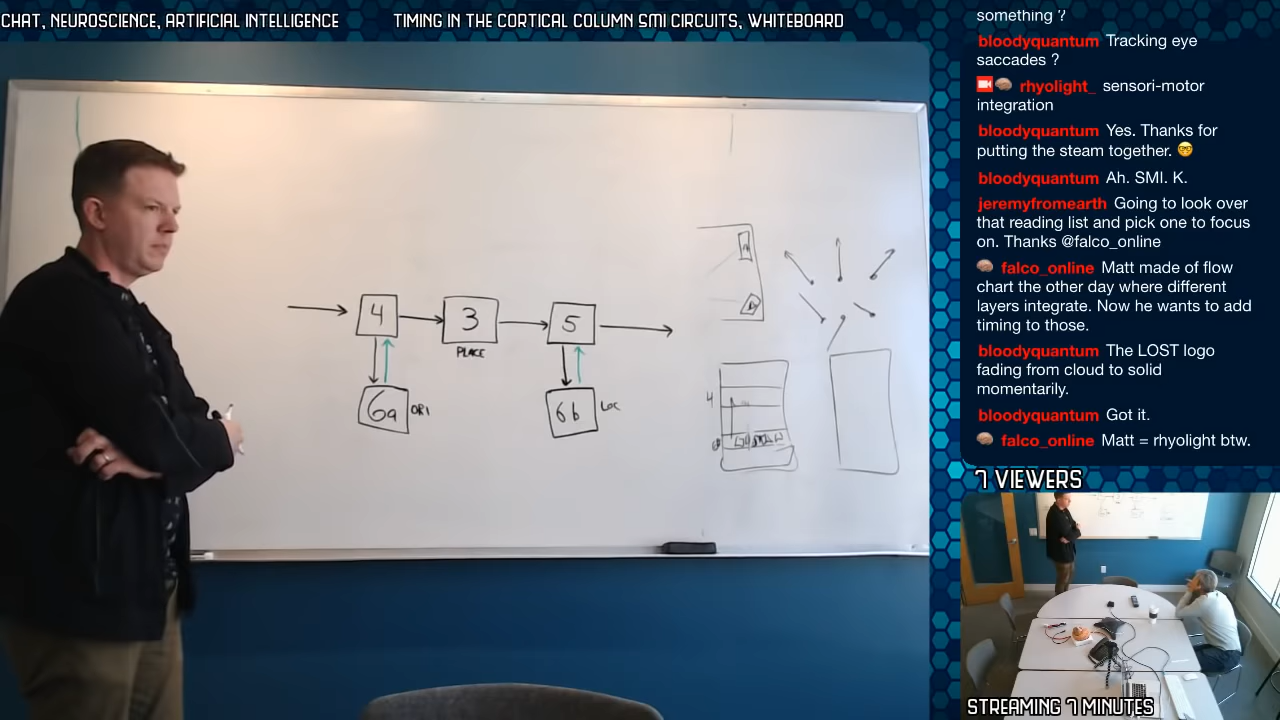 CHAT, NEUROSCIENCE, ARTIFICIAL INTELLIGENCE
TIMING IN THE CORTICAL COLUMN SMI CIRCUITS, WHITEBOARD
something ?
bloodyquantum Tracking eye
saccades ?
rhyolight_ sensori-motor
integration
bloodyquantum Yes. Thanks for
putting the steam together. 🤓
bloodyquantum Ah. SMI. K.
jeremyfromearth Going to look over
that reading list and pick one to focus
on. Thanks @falco_online
falco_online Matt made of flow
chart the other day where different
layers integrate. Now he wants to add
timing to those.
bloodyquantum The LOST logo
fading from cloud to solid
momentarily.
bloodyquantum Got it.
falco_online Matt = rhyolight btw.
7 VIEWERS
STREAMING 7 MINUTES
4 3 5
PLACE
6a ORI
6b LOC
4